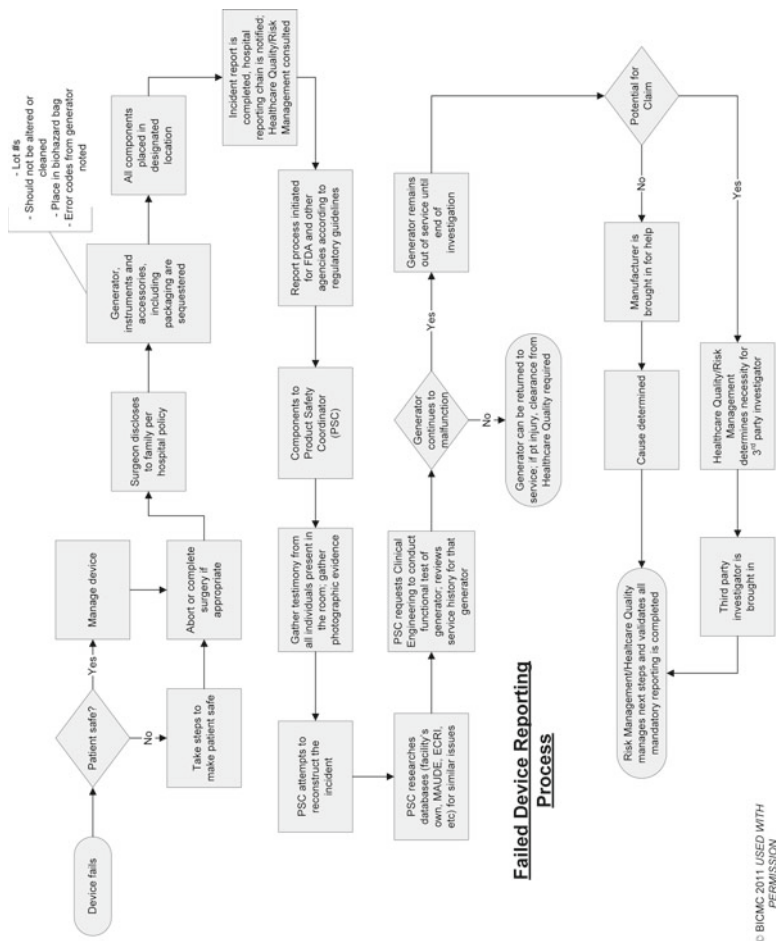 Device fails
Patient safe?
Yes
No
Manage device
Take steps to
make patient safe
Abort or complete
surgery if
appropriate
Surgeon discloses
to family per
hospital policy
Generator,
instruments and
accessories,
including
packaging are
sequestered
- Lot #s
- Should not be altered or
cleaned
- Place in biohazard bag
- Error codes from generator
noted
All components
placed in
designated
location
Incident report is
completed, hospital
reporting chain is notified;
Healthcare Quality/Risk
Management consulted
Report process initiated
for FDA and other
agencies according to
regulatory guidelines
Components to
Product Safety
Coordinator
(PSC)
Gather testimony from
all individuals present in
the room; gather
photographic evidence
PSC attempts to
reconstruct the
incident
PSC researches
databases (facility's
own, MAUDE, ECRI,
etc) for similar issues
PSC requests Clinical
Engineering to conduct
functional test of
generator; reviews
service history for that
generator
Generator
continues to
malfunction
Yes
No
Generator can be returned to
service; if pt injury, clearance from
Healthcare Quality required
Generator remains
out of service until
end of
investigation
Potential for
Claim
No
Yes
Manufacturer is
brought in for help
Cause determined
Healthcare Quality/Risk
Management
determines necessity for
3rd party investigator
Third party
investigator is
brought in
Risk Management/Healtcare Quality
manages next steps and validates all
mandatory reporting is completed
Failed Device Reporting
Process
© BICMC 2011 USED WITH
PERMISSION